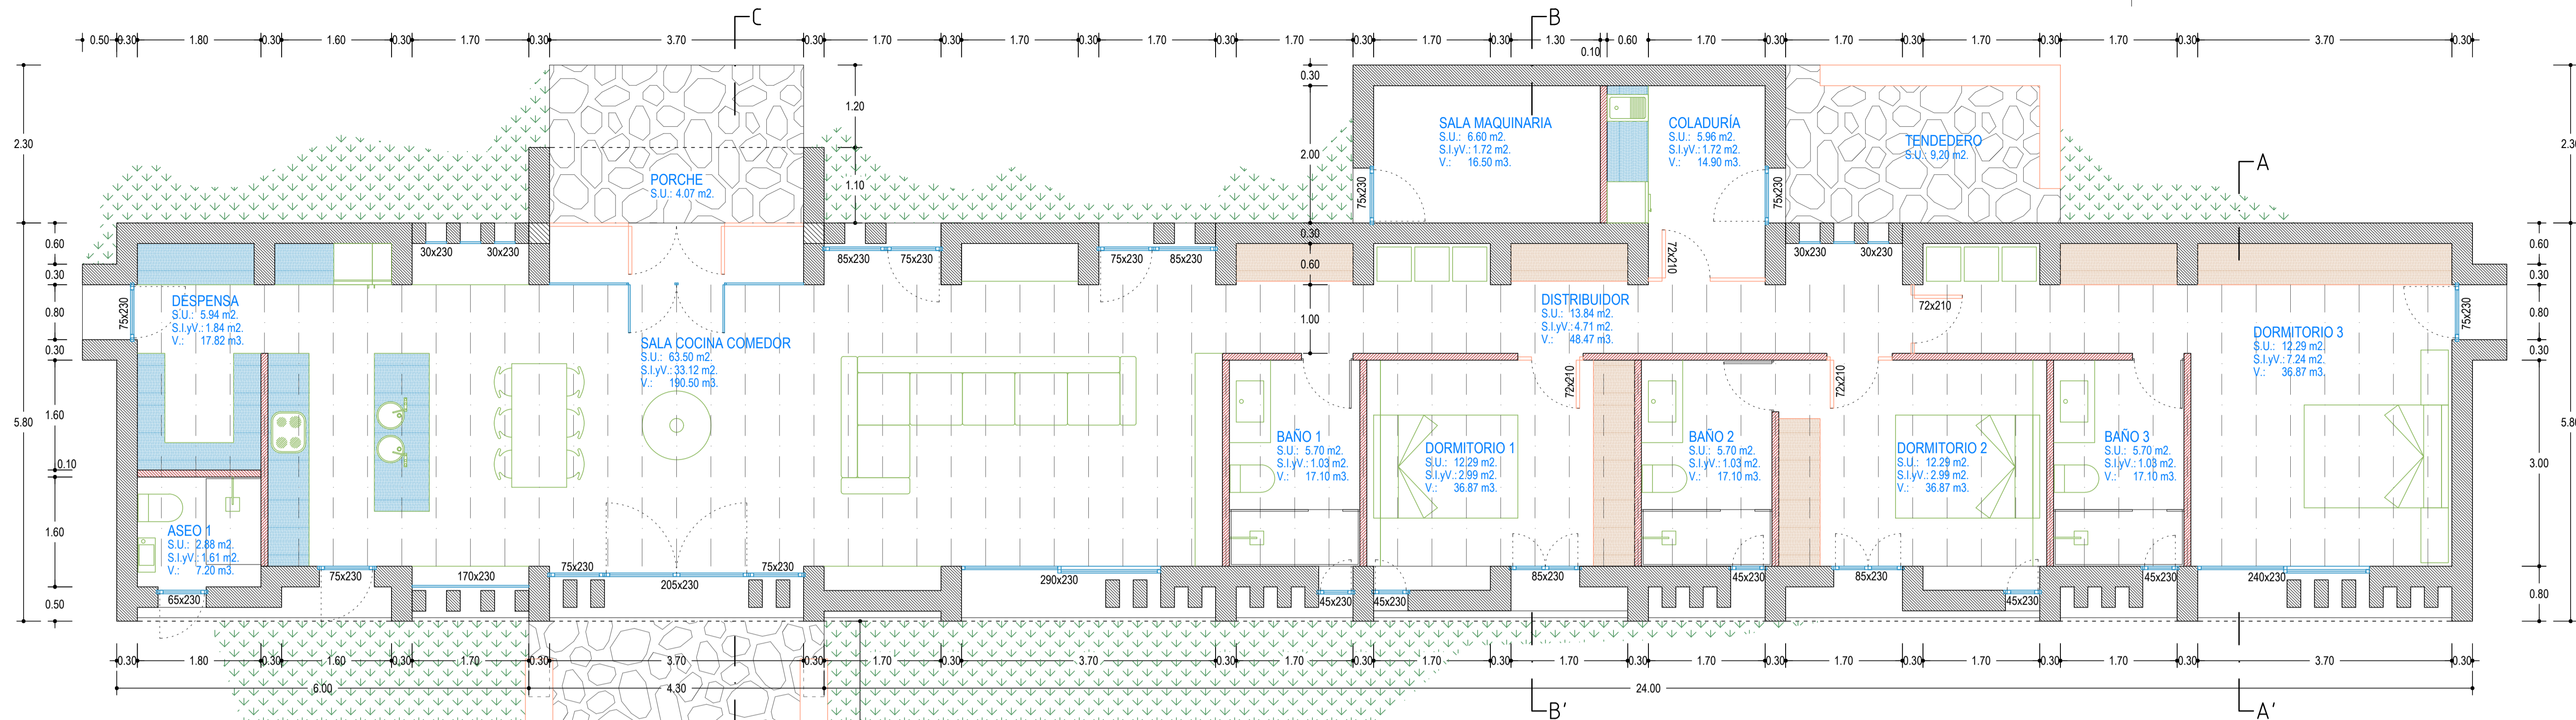 C
B
0.50
0.30
1.80
0.30
1.60
0.30
1.70
0.30
3.70
0.30
1.70
0.30
1.70
0.30
1.70
0.30
1.70
0.30
1.70
0.30
1.30
0.10
0.60
1.70
0.30
1.70
0.30
1.70
0.30
1.70
0.30
3.70
0.30
2.30
1.20
1.10
0.30
2.00
0.30
0.60
1.00
SALA MAQUINARIA
S.U.: 6.60 m2.
S.I.yV.: 1.72 m2.
V.: 16.50 m3.
COLADURÍA
S.U.: 5.96 m2.
S.I.yV.: 1.72 m2.
V.: 14.90 m3.
TENDEDERO
S.U.: 9,20 m2.
A
2.30
PORCHE
S.U.: 4.07 m2.
75x230
75x230
0.60
0.30
0.80
0.30
1.60
0.10
1.60
0.50
5.80
30x230
30x230
85x230
75x230
75x230
85x230
72x210
30x230
30x230
72x210
0.60
0.30
0.80
0.30
3.00
0.80
5.80
75x230
DESPENSA
S.U.: 5.94 m2.
S.I.yV.: 1.84 m2.
V.: 17.82 m3.
SALA COCINA COMEDOR
S.U.: 63.50 m2.
S.I.yV.: 33.12 m2.
V.: 190.50 m3.
DISTRIBUIDOR
S.U.: 13.84 m2.
S.I.yV.: 4.71 m2.
V.: 48.47 m3.
DORMITORIO 3
S.U.: 12.29 m2.
S.I.yV.: 7.24 m2.
V.: 36.87 m3.
75x230
72x210
72x210
BAÑO 1
S.U.: 5.70 m2.
S.I.yV.: 1.03 m2.
V.: 17.10 m3.
DORMITORIO 1
S.U.: 12.29 m2.
S.I.yV.: 2.99 m2.
V.: 36.87 m3.
BAÑO 2
S.U.: 5.70 m2.
S.I.yV.: 1.03 m2.
V.: 17.10 m3.
DORMITORIO 2
S.U.: 12.29 m2.
S.I.yV.: 2.99 m2.
V.: 36.87 m3.
BAÑO 3
S.U.: 5.70 m2.
S.I.yV.: 1.03 m2.
V.: 17.10 m3.
ASEO 1
S.U.: 2.88 m2.
S.I.yV.: 1.61 m2.
V.: 7.20 m3.
65x230
75x230
170x230
75x230
205x230
75x230
290x230
45x230
45x230
85x230
45x230
85x230
45x230
45x230
240x230
0.30
1.80
0.30
1.60
0.30
1.70
0.30
3.70
0.30
1.70
0.30
3.70
0.30
1.70
0.30
1.70
0.30
1.70
0.30
1.70
0.30
1.70
0.30
1.70
0.30
1.70
0.30
3.70
0.30
6.00
4.30
24.00
B'
A'